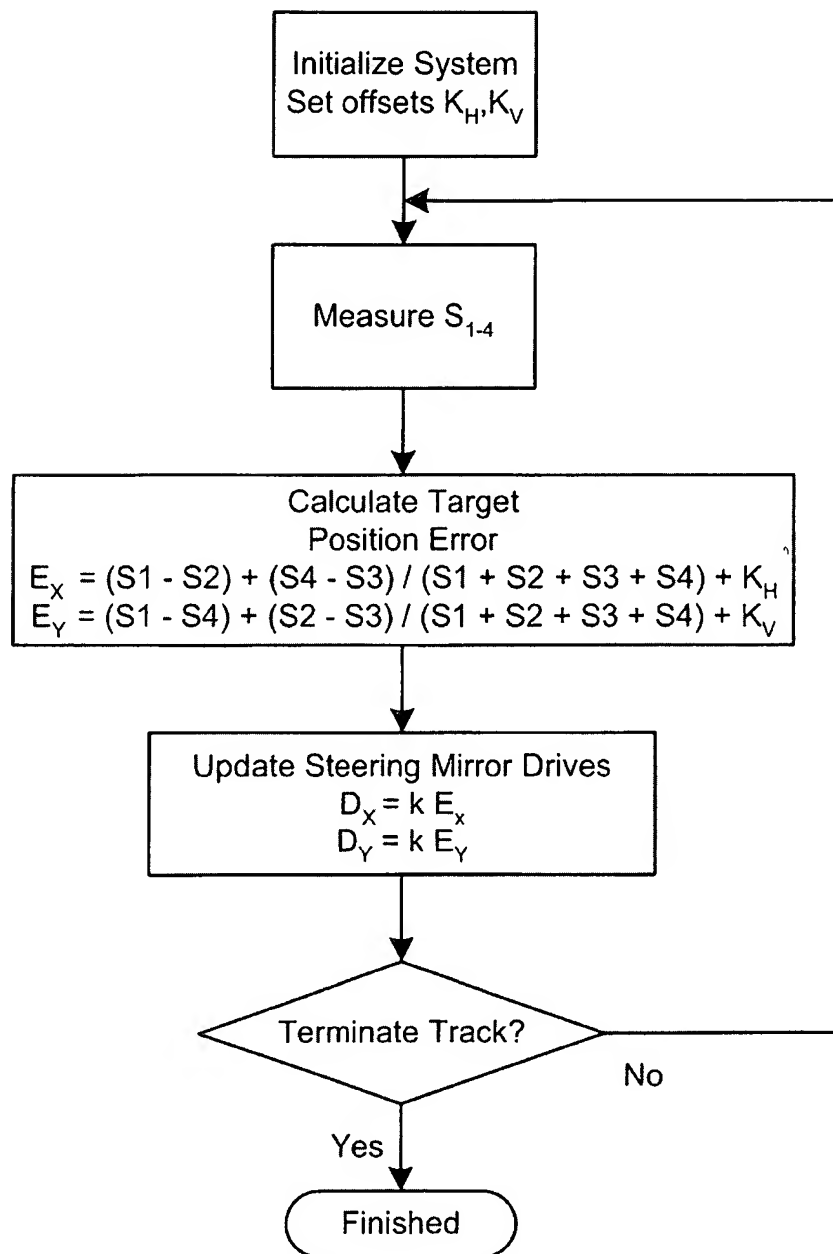 Initialize System
Set offsets K_H,K_V
Measure S_1-4
Calculate Target
Position Error
E_X = (S1 - S2) + (S4 - S3) / (S1 + S2 + S3 + S4) + K_H
E_Y = (S1 - S4) + (S2 - S3) / (S1 + S2 + S3 + S4) + K_V
Update Steering Mirror Drives
D_X = k E_x
D_Y = k E_Y
Terminate Track?
No
Yes
Finished